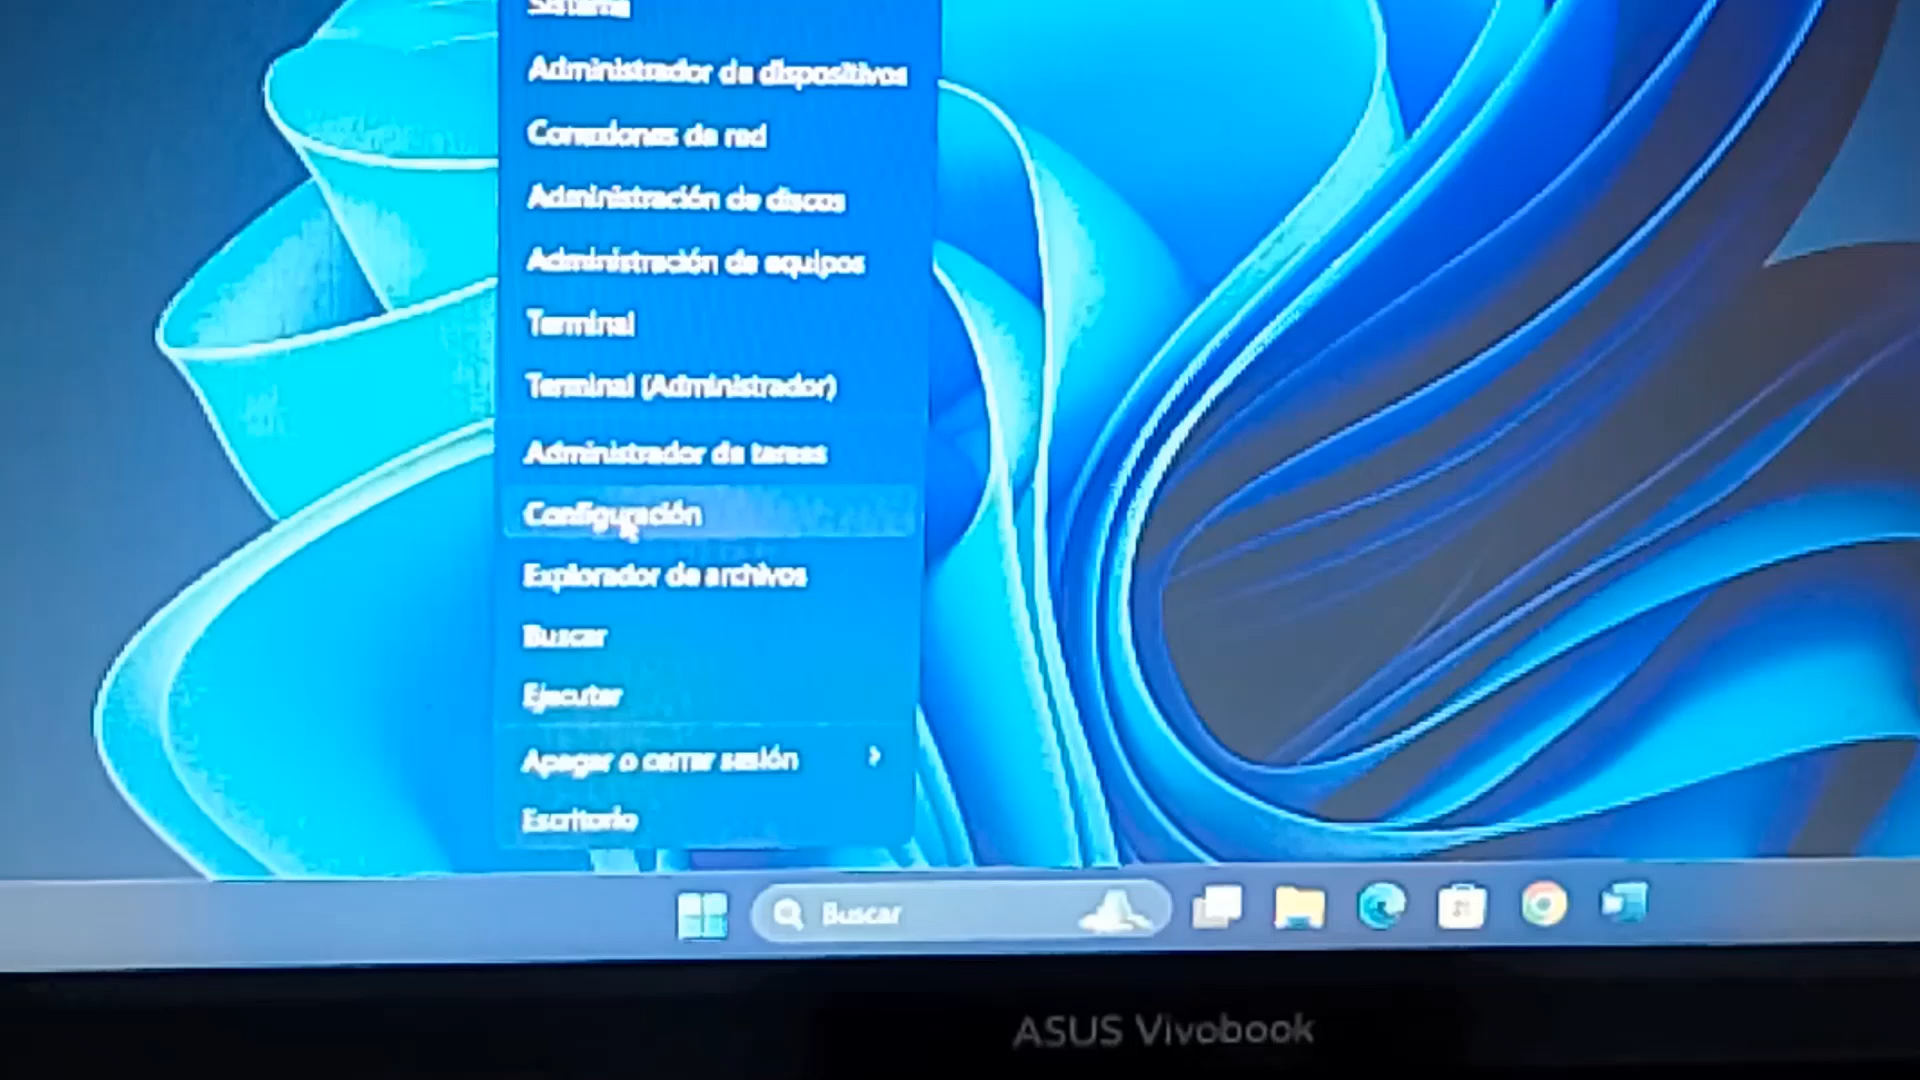 Sistema
Administrador de dispositivos
Conexiones de red
Administración de discos
Administración de equipos
Terminal
Terminal (Administrador)
Administrador de tareas
Configuración
Explorador de archivos
Buscar
Ejecutar
Apagar o cerrar sesión
Escritorio
Buscar
ASUS Vivobook